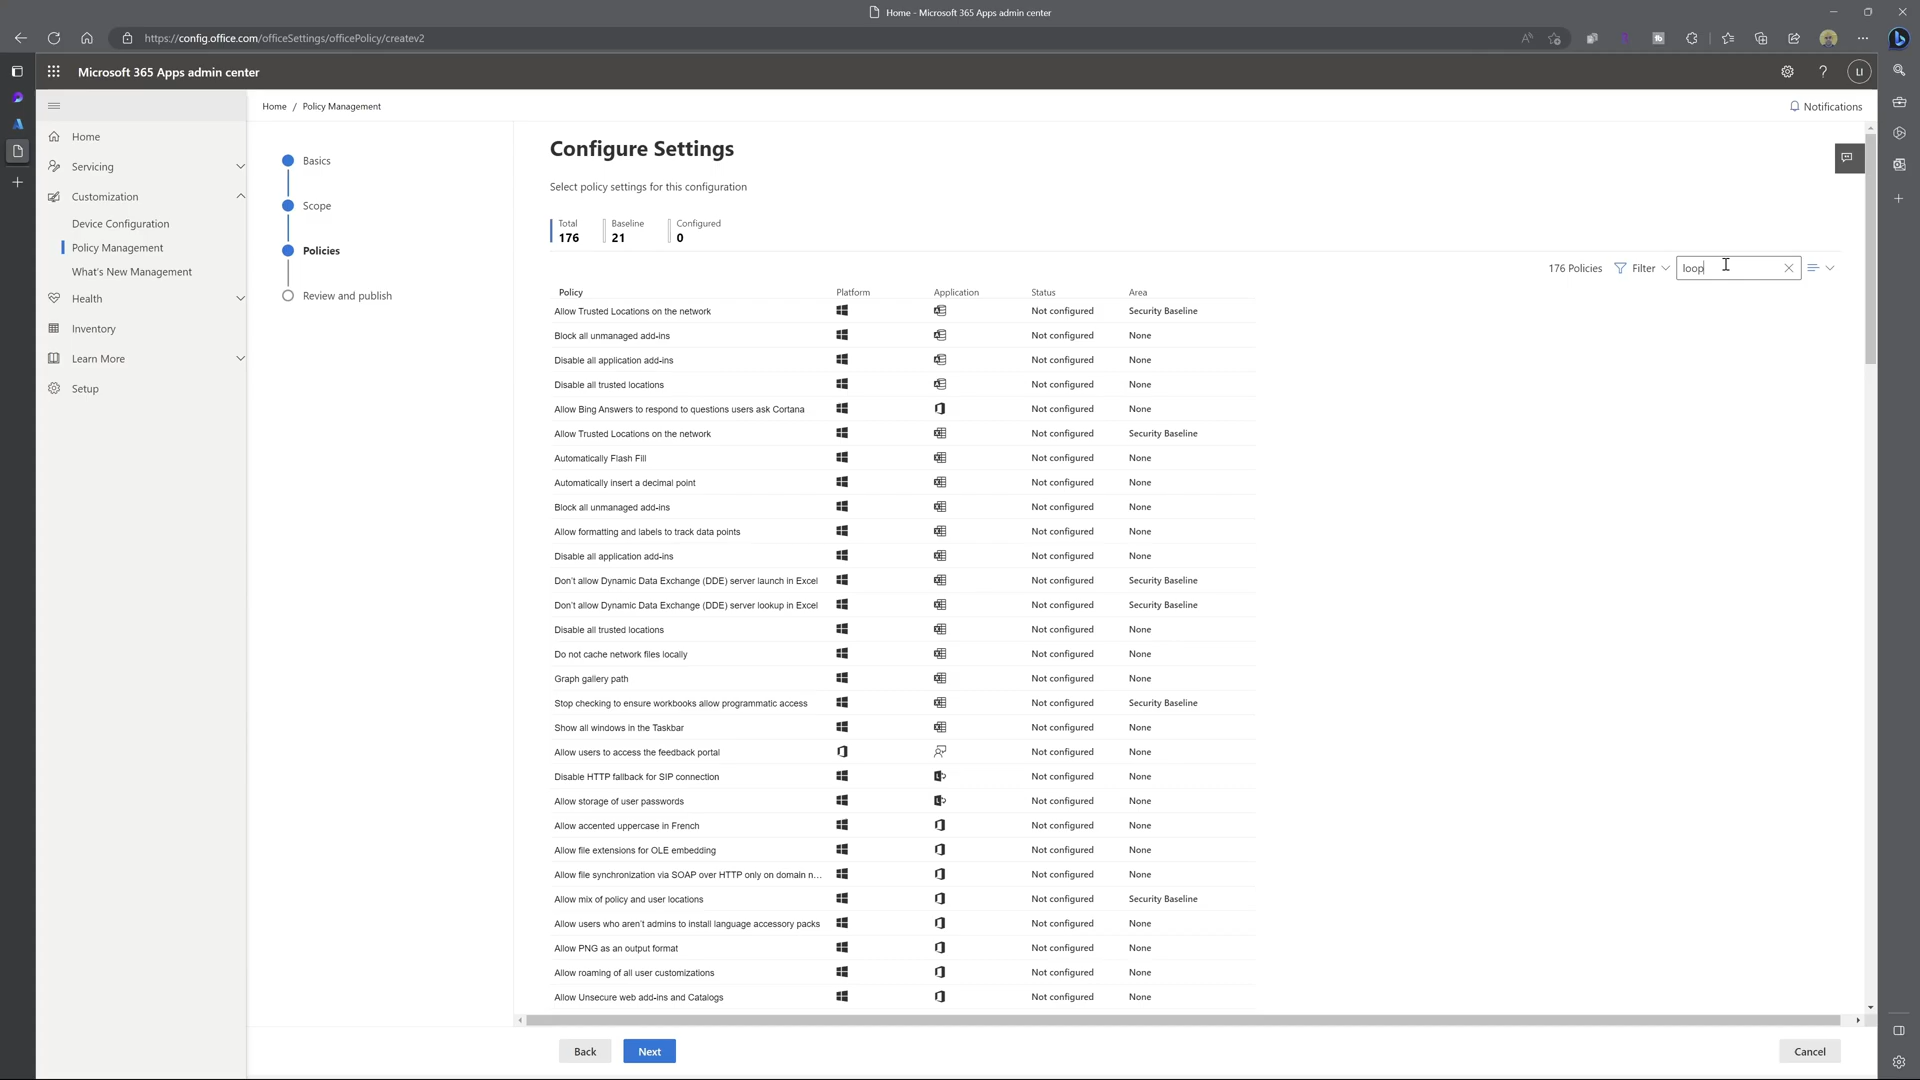 Home - Microsoft 365 Apps admin center
https://config.office.com/officeSettings/officePolicy/createv2
Microsoft 365 Apps admin center
Home / Policy Management
Notifications
Home
Servicing
Customization
Device Configuration
Policy Management
What's New Management
Health
Inventory
Learn More
Setup
Basics
Scope
Policies
Review and publish
Configure Settings
Select policy settings for this configuration
Total Baseline Configured
176 21 0
176 Policies Filter loop
Policy Platform Application Status Area
Allow Trusted Locations on the network Not configured Security Baseline
Block all unmanaged add-ins Not configured None
Disable all application add-ins Not configured None
Disable all trusted locations Not configured None
Allow Bing Answers to respond to questions users ask Cortana Not configured None
Allow Trusted Locations on the network Not configured Security Baseline
Automatically Flash Fill Not configured None
Automatically insert a decimal point Not configured None
Block all unmanaged add-ins Not configured None
Allow formatting and labels to track data points Not configured None
Disable all application add-ins Not configured None
Don't allow Dynamic Data Exchange (DDE) server launch in Excel Not configured Security Baseline
Don't allow Dynamic Data Exchange (DDE) server lookup in Excel Not configured Security Baseline
Disable all trusted locations Not configured None
Do not cache network files locally Not configured None
Graph gallery path Not configured None
Stop checking to ensure workbooks allow programmatic access Not configured Security Baseline
Show all windows in the Taskbar Not configured None
Allow users to access the feedback portal Not configured None
Disable HTTP fallback for SIP connection Not configured None
Allow storage of user passwords Not configured None
Allow accented uppercase in French Not configured None
Allow file extensions for OLE embedding Not configured None
Allow file synchronization via SOAP over HTTP only on domain n... Not configured None
Allow mix of policy and user locations Not configured Security Baseline
Allow users who aren't admins to install language accessory packs Not configured None
Allow PNG as an output format Not configured None
Allow roaming of all user customizations Not configured None
Allow Unsecure web add-ins and Catalogs Not configured None
Back Next Cancel